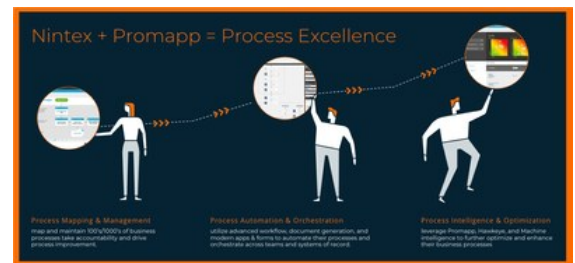 Nintex + Promapp = Process Excellence
Process Mapping & Management
map and maintain 100's/1000's of business
processes take accountability and drive
process improvement.
Process Automation & Orchestration
utilize advanced workflow, document generation, and
modern apps & forms to automate their processes and
orchestrate across teams and systems of record.
Process Intelligence & Optimization
leverage Promapp, Hawkeye, and Machine
Intelligence to further optimize and enhance
their business processes